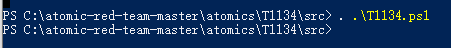 PS C:\atomic-red-team-master\atomics\T1134\src> . .\T1134.ps1
PS C:\atomic-red-team-master\atomics\T1134\src>